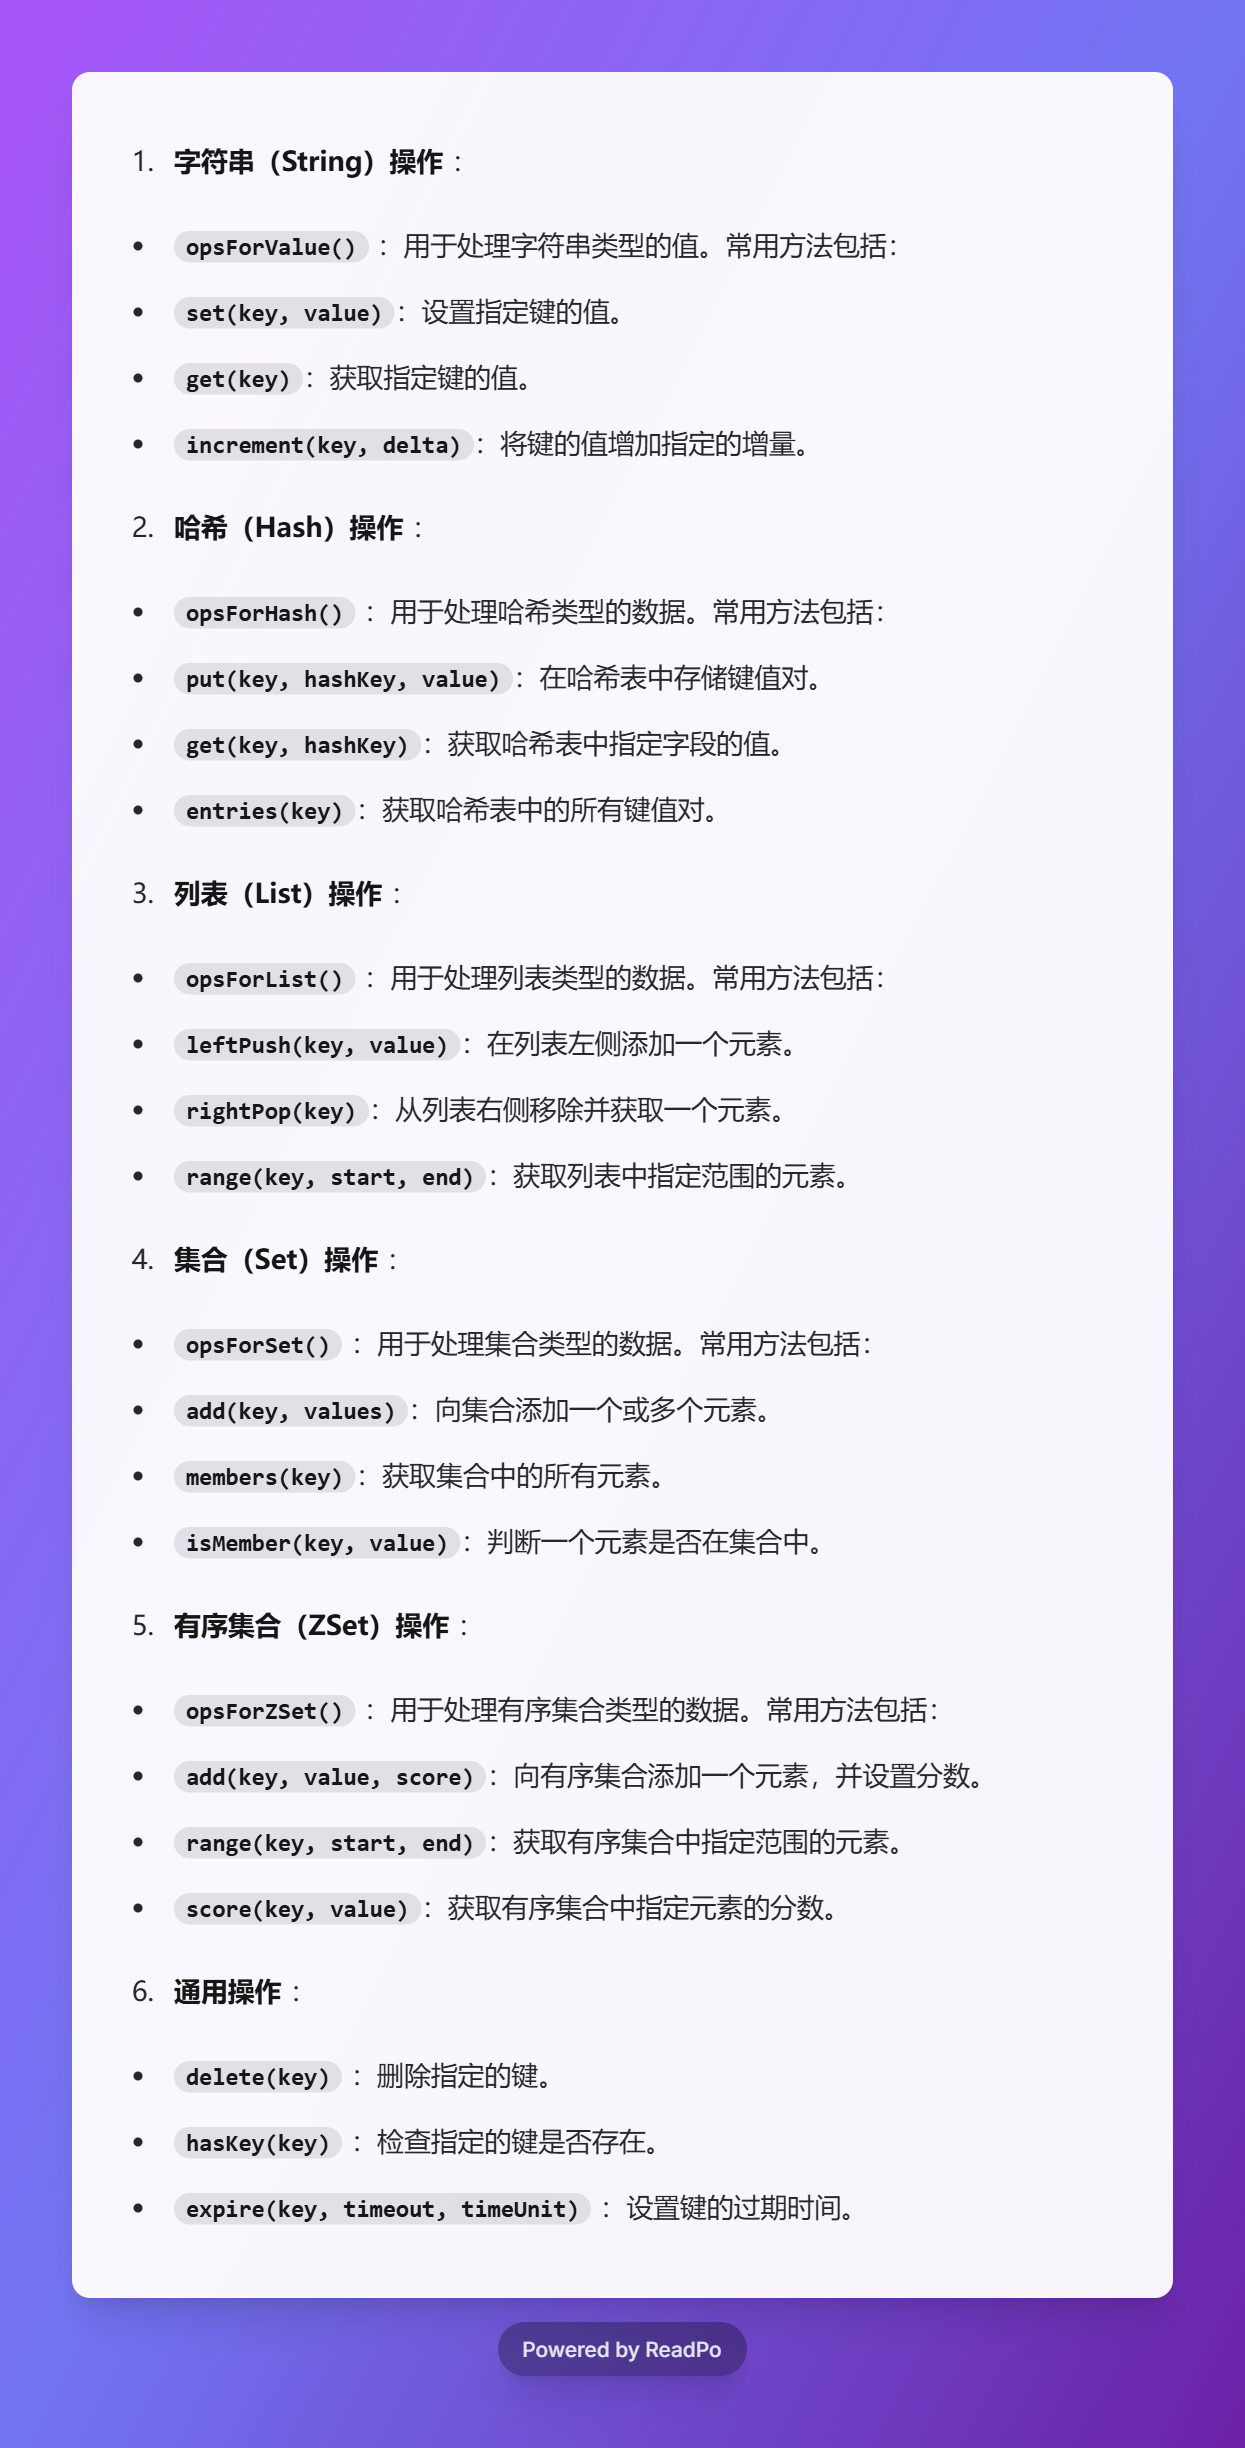 1. 字符串（String）操作：
• opsForValue()：用于处理字符串类型的值。常用方法包括：
• set(key, value)：设置指定键的值。
• get(key)：获取指定键的值。
• increment(key, delta)：将键的值增加指定的增量。
2. 哈希（Hash）操作：
• opsForHash()：用于处理哈希类型的数据。常用方法包括：
• put(key, hashKey, value)：在哈希表中存储键值对。
• get(key, hashKey)：获取哈希表中指定字段的值。
• entries(key)：获取哈希表中的所有键值对。
3. 列表（List）操作：
• opsForList()：用于处理列表类型的数据。常用方法包括：
• leftPush(key, value)：在列表左侧添加一个元素。
• rightPop(key)：从列表右侧移除并获取一个元素。
• range(key, start, end)：获取列表中指定范围的元素。
4. 集合（Set）操作：
• opsForSet()：用于处理集合类型的数据。常用方法包括：
• add(key, values)：向集合添加一个或多个元素。
• members(key)：获取集合中的所有元素。
• isMember(key, value)：判断一个元素是否在集合中。
5. 有序集合（ZSet）操作：
• opsForZSet()：用于处理有序集合类型的数据。常用方法包括：
• add(key, value, score)：向有序集合添加一个元素，并设置分数。
• range(key, start, end)：获取有序集合中指定范围的元素。
• score(key, value)：获取有序集合中指定元素的分数。
6. 通用操作：
• delete(key)：删除指定的键。
• hasKey(key)：检查指定的键是否存在。
• expire(key, timeout, timeUnit)：设置键的过期时间。
Powered by ReadPo